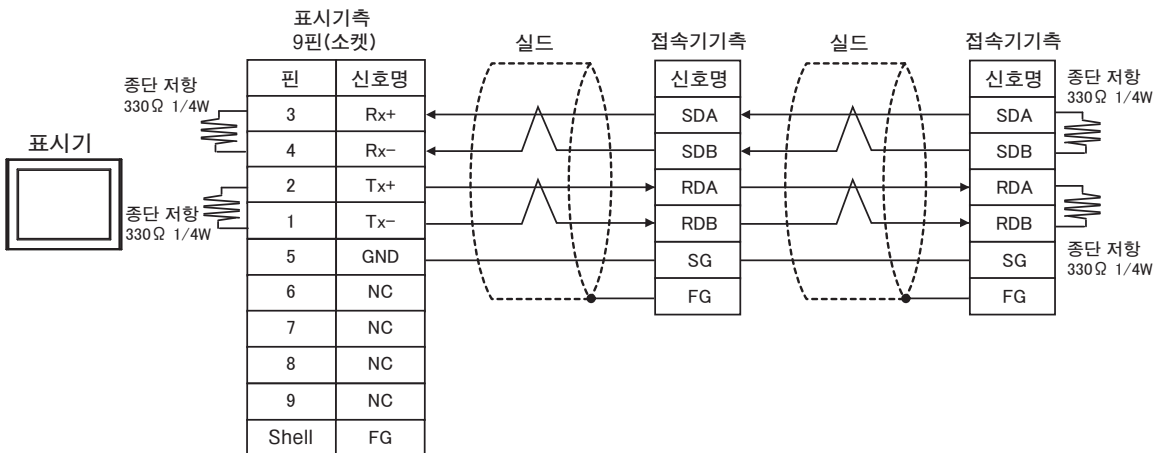 표시기측
9핀(소켓)
실드
접속기기측
실드
접속기기측
핀 신호명
신호명
신호명
종단 저항
330Ω 1/4W
종단 저항
330Ω 1/4W
3 Rx+
SDA
SDA
표시기
4 Rx−
SDB
SDB
2 Tx+
RDA
RDA
종단 저항
330Ω 1/4W
1 Tx−
RDB
RDB
종단 저항
330Ω 1/4W
5 GND
SG
SG
6 NC
FG
FG
7 NC
8 NC
9 NC
Shell FG